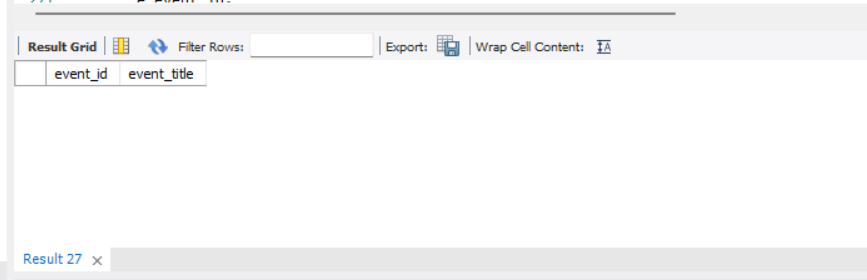 Result Grid Filter Rows: Export: Wrap Cell Content:
event_id event_title
Result 27